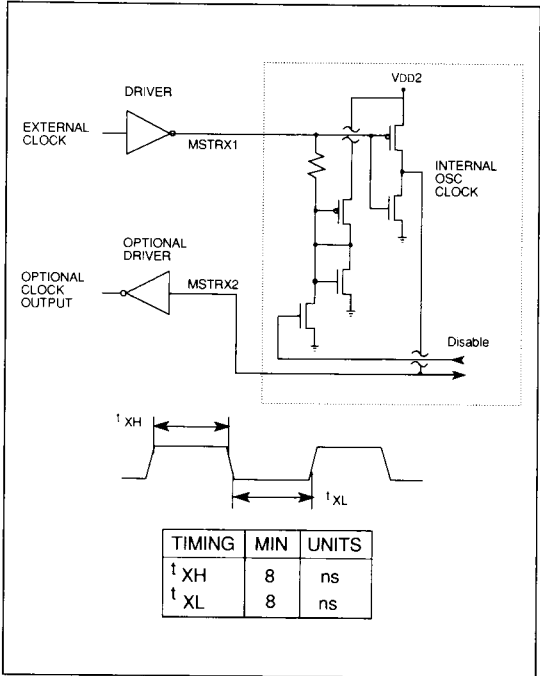 DRIVER
EXTERNAL
CLOCK
MSTRX1
VDD2
INTERNAL
OSC
CLOCK
OPTIONAL
DRIVER
OPTIONAL
CLOCK
OUTPUT
MSTRX2
Disable
t XH
t XL
TIMING MIN UNITS
t XH 8 ns
t XL 8 ns